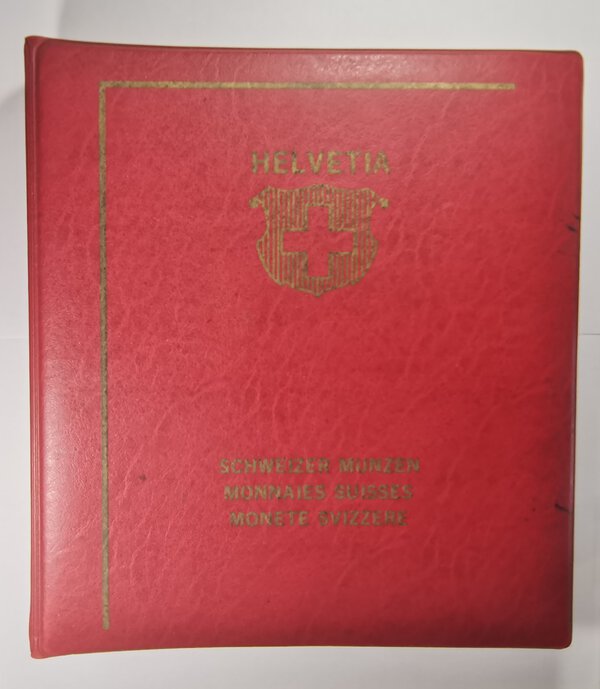 HELVETIA
SCHWEIZER MÜNZEN
MONNAIES SUISSES
MONETE SVIZZERE